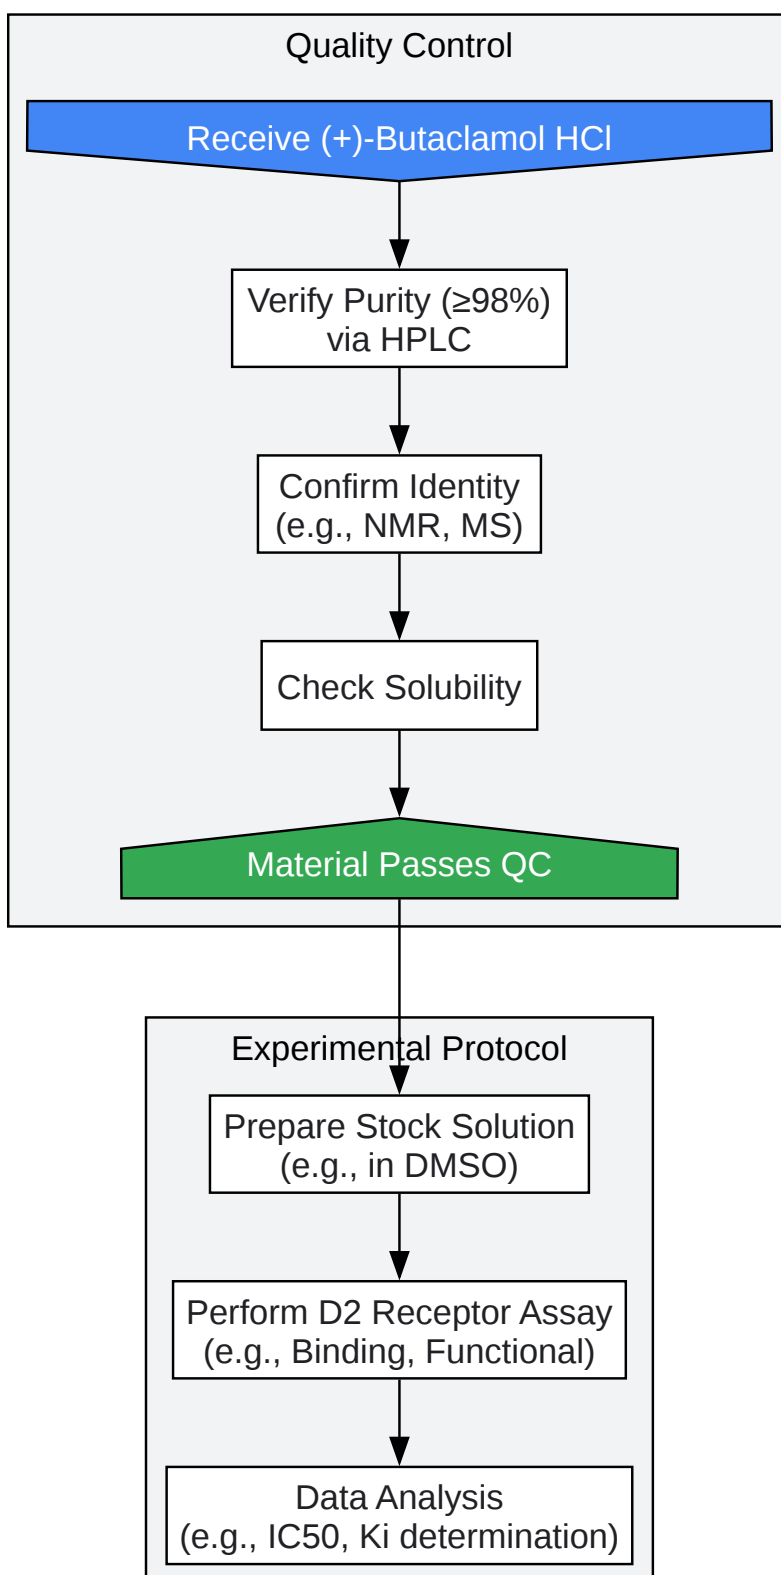 Quality Control
Receive (+)-Butaclamol HCl
Verify Purity (≥98%)
via HPLC
Confirm Identity
(e.g., NMR, MS)
Check Solubility
Material Passes QC
Experimental Protocol
Prepare Stock Solution
(e.g., in DMSO)
Perform D2 Receptor Assay
(e.g., Binding, Functional)
Data Analysis
(e.g., IC50, Ki determination)